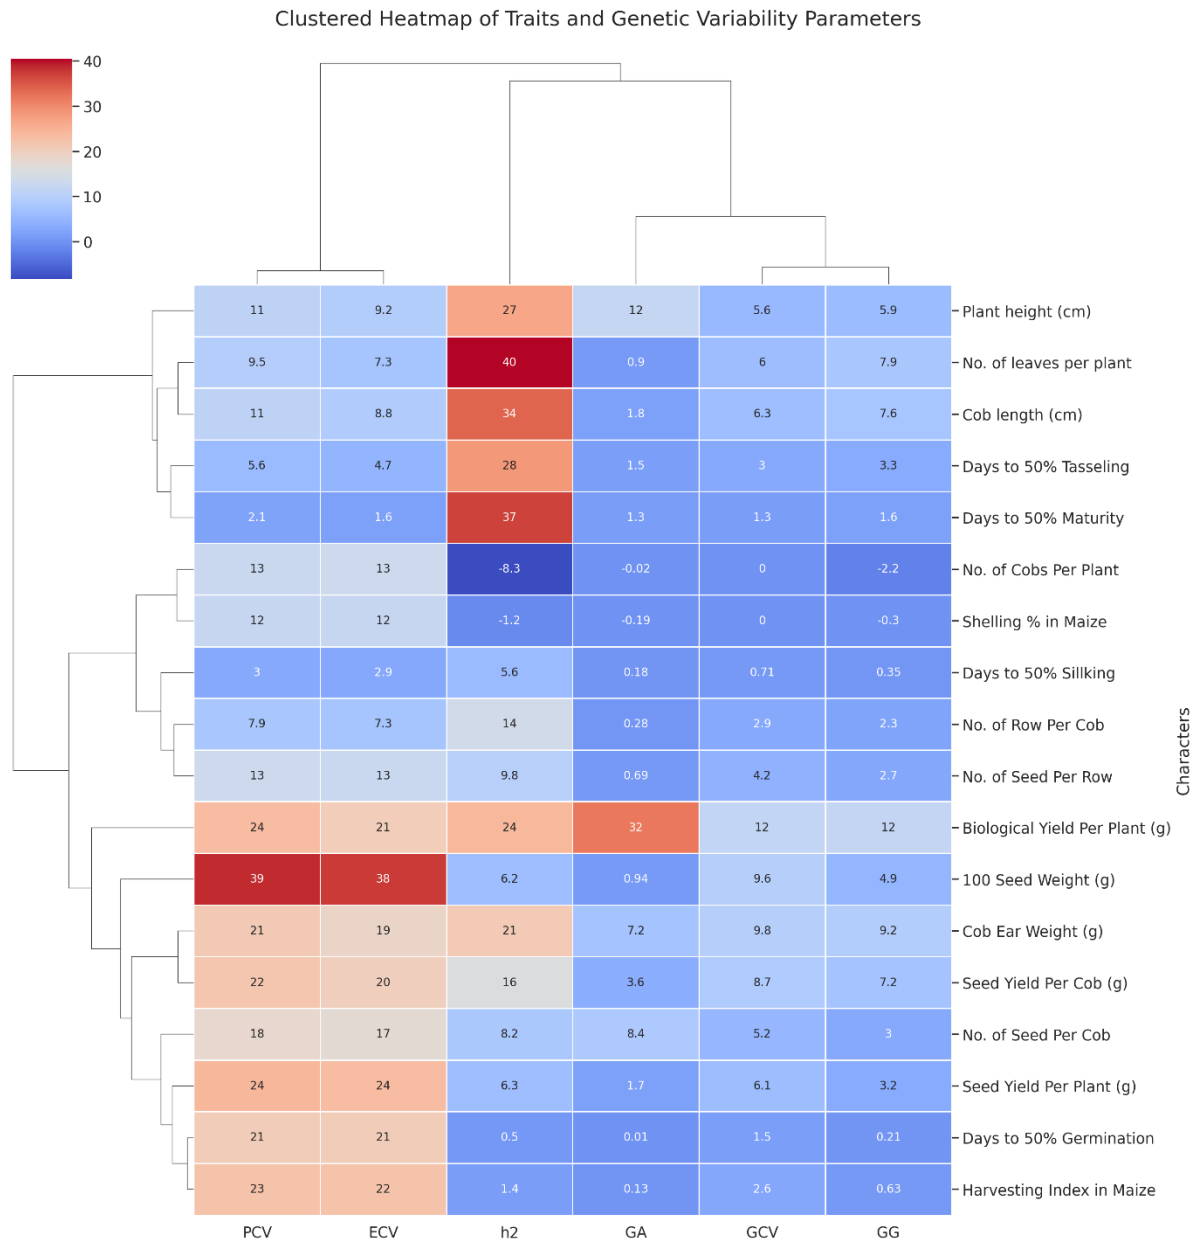 Clustered Heatmap of Traits and Genetic Variability Parameters
40
30
20
10
0
11 9.2 27 12 5.6 5.9 Plant height (cm)
9.5 7.3 40 0.9 6 7.9 No. of leaves per plant
11 8.8 34 1.8 6.3 7.6 Cob length (cm)
5.6 4.7 28 1.5 3 3.3 Days to 50% Tasseling
2.1 1.6 37 1.3 1.3 1.6 Days to 50% Maturity
13 13 -8.3 -0.02 0 -2.2 No. of Cobs Per Plant
12 12 -1.2 -0.19 0 -0.3 Shelling % in Maize
3 2.9 5.6 0.18 0.71 0.35 Days to 50% Sillking
7.9 7.3 14 0.28 2.9 2.3 No. of Row Per Cob
13 13 9.8 0.69 4.2 2.7 No. of Seed Per Row
24 21 24 32 12 12 Biological Yield Per Plant (g)
39 38 6.2 0.94 9.6 4.9 100 Seed Weight (g)
21 19 21 7.2 9.8 9.2 Cob Ear Weight (g)
22 20 16 3.6 8.7 7.2 Seed Yield Per Cob (g)
18 17 8.2 8.4 5.2 3 No. of Seed Per Cob
24 24 6.3 1.7 6.1 3.2 Seed Yield Per Plant (g)
21 21 0.5 0.01 1.5 0.21 Days to 50% Germination
23 22 1.4 0.13 2.6 0.63 Harvesting Index in Maize
PCV ECV h2 GA GCV GG
Characters